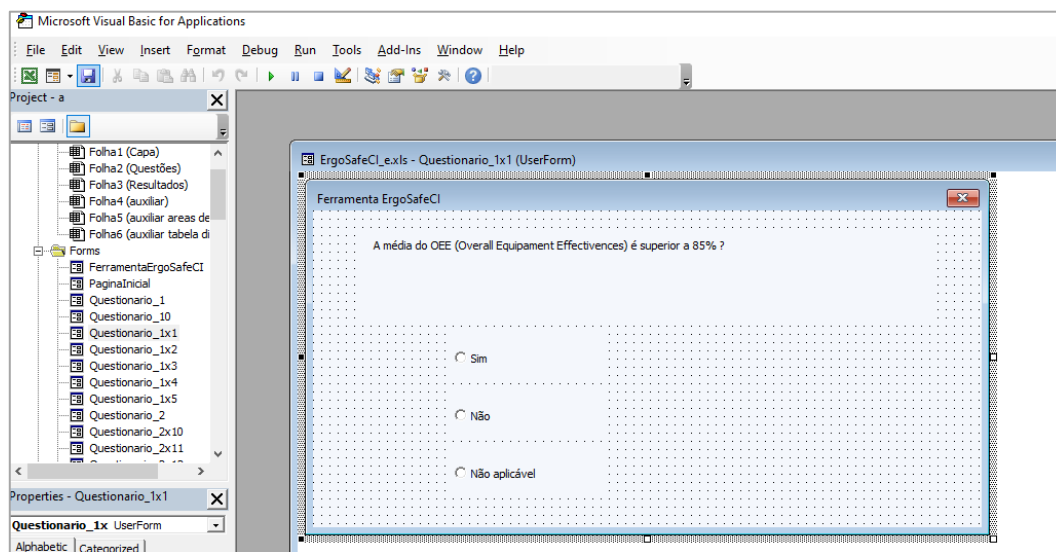 Microsoft Visual Basic for Applications
File Edit View Insert Format Debug Run Tools Add-Ins Window Help
Project - a
Folha1 (Capa)
Folha2 (Questões)
Folha3 (Resultados)
Folha4 (auxiliar)
Folha5 (auxiliar areas de
Folha6 (auxiliar tabela di
Forms
FerramentaErgoSafeCI
PaginaInicial
Questionario_1
Questionario_10
Questionario_1x1
Questionario_1x2
Questionario_1x3
Questionario_1x4
Questionario_1x5
Questionario_2
Questionario_2x10
Questionario_2x11
Properties - Questionario_1x1
Questionario_1x UserForm
Alphabetic Categorized
ErgoSafeCI_e.xls - Questionario_1x1 (UserForm)
Ferramenta ErgoSafeCI
A média do OEE (Overall Equipament Effectivences) é superior a 85% ?
Sim
Não
Não aplicável